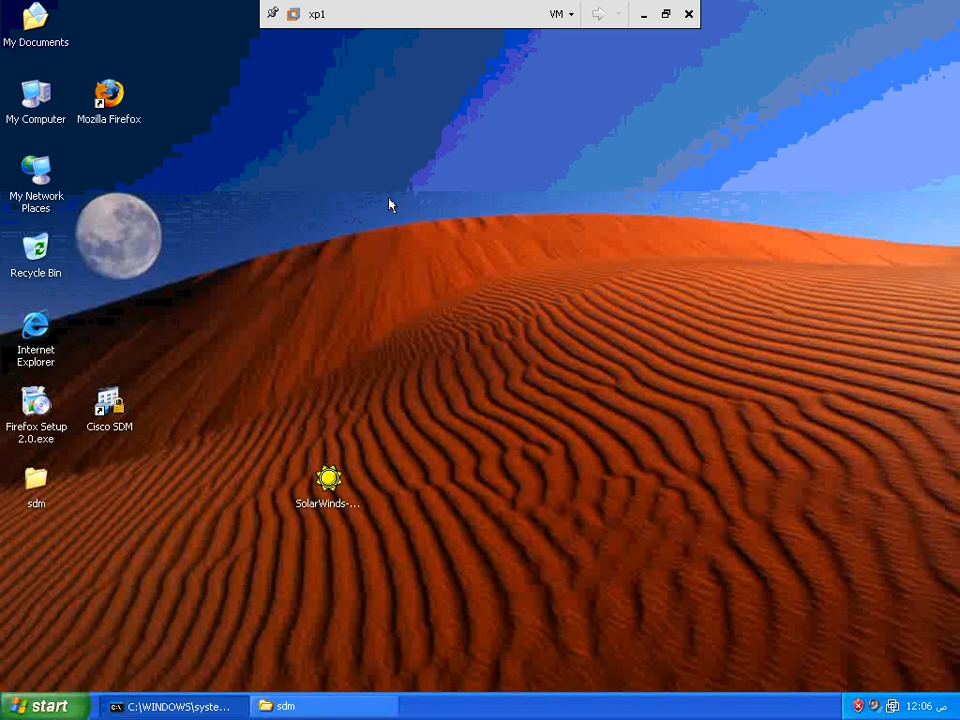 xp1
VM
My Documents
My Computer
Mozilla Firefox
My Network
Places
Recycle Bin
Internet
Explorer
Firefox Setup
2.0.exe
Cisco SDM
sdm
SolarWinds-...
start
C:\WINDOWS\syste...
sdm
12:06 ص